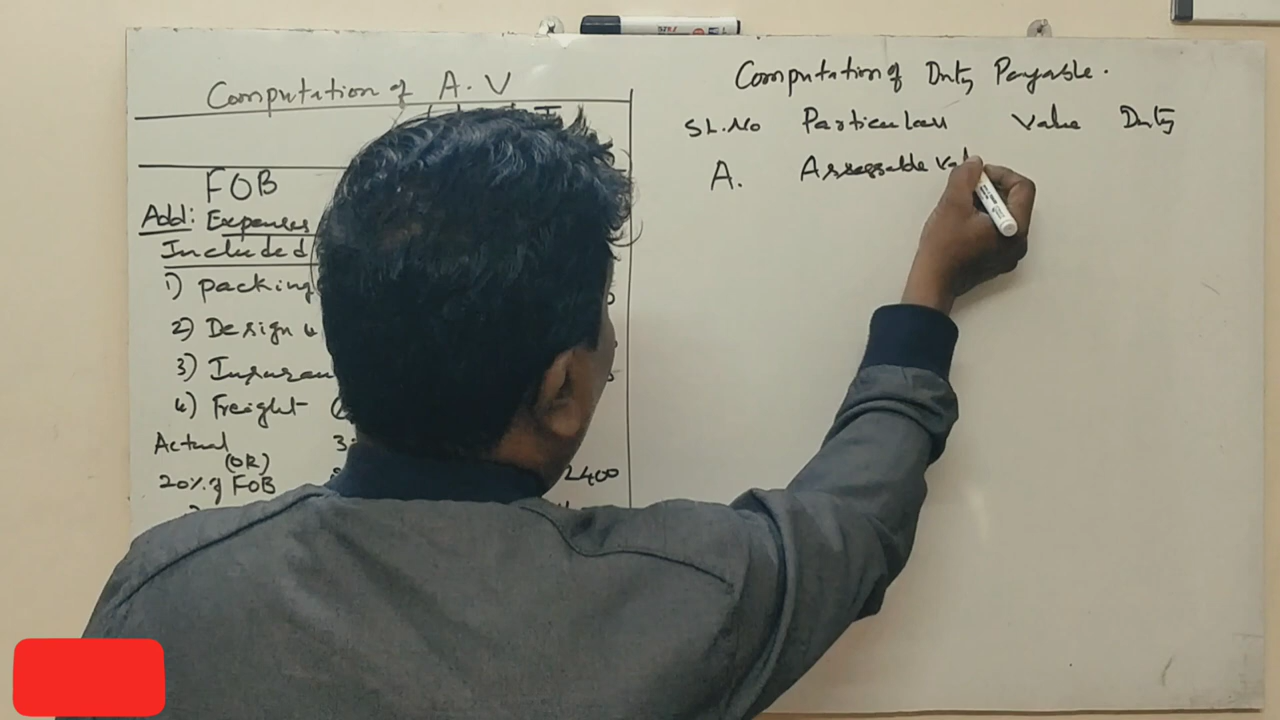 Computation of A.V
FOB
Add: Expenses
Included
1) packing
2) Design &
3) Insuran
4) Freight
Actual 3
(OR)
20% of FOB 2400
Computation of Duty Payable.
SL.No Particulars Value Duty
A. Assessable Val